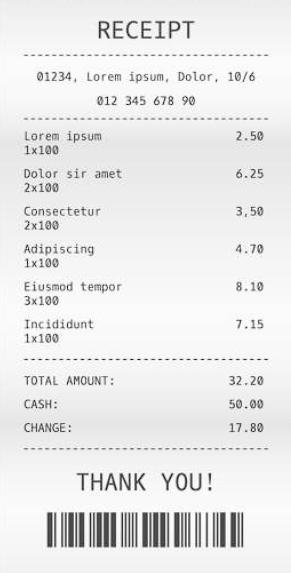 RECEIPT
01234, Lorem ipsum, Dolor, 10/6
012 345 678 90
Lorem ipsum 2.50
1x100
Dolor sir amet 6.25
2x100
Consectetur 3,50
2x100
Adipiscing 4.70
1x100
Eiusmod tempor 8.10
3x100
Incididunt 7.15
1x100
TOTAL AMOUNT: 32.20
CASH: 50.00
CHANGE: 17.80
THANK YOU!